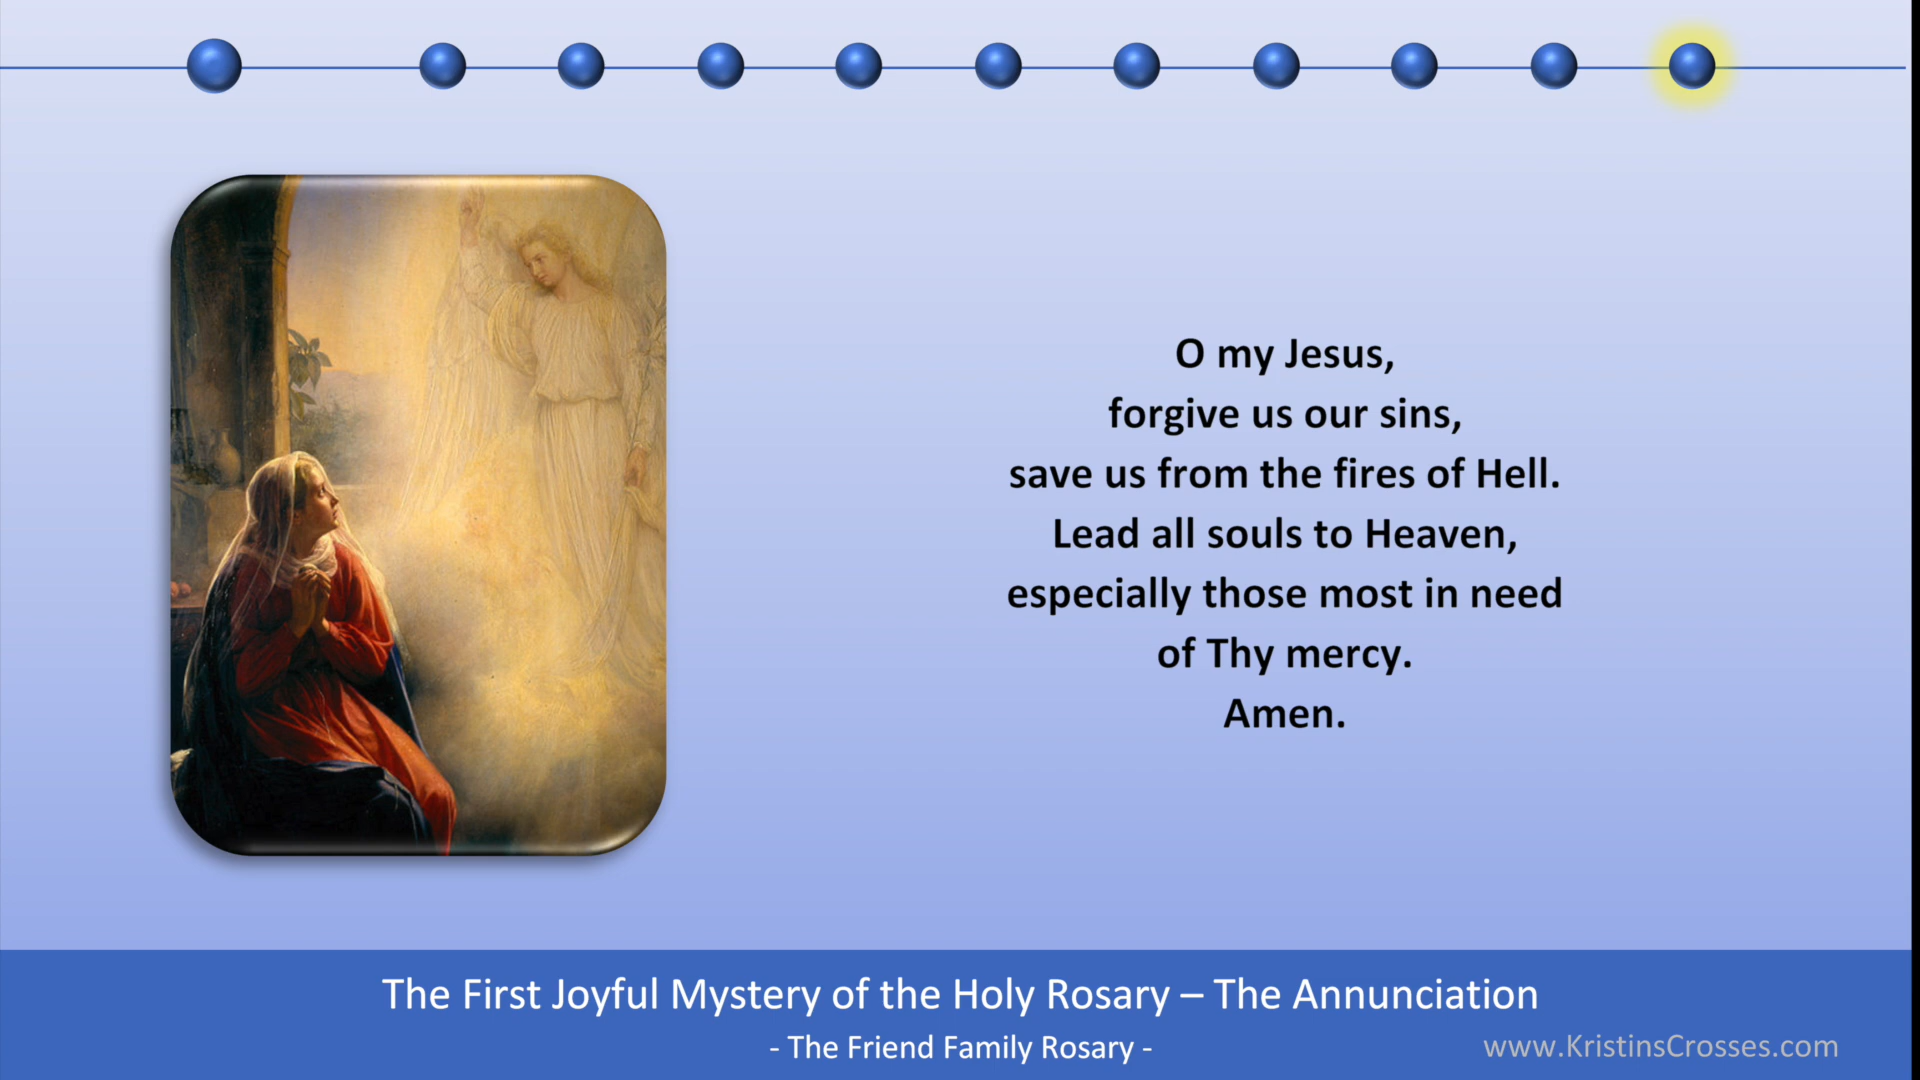 O my Jesus,
forgive us our sins,
save us from the fires of Hell.
Lead all souls to Heaven,
especially those most in need
of Thy mercy.
Amen.
The First Joyful Mystery of the Holy Rosary – The Annunciation
- The Friend Family Rosary -
www.KristinsCrosses.com